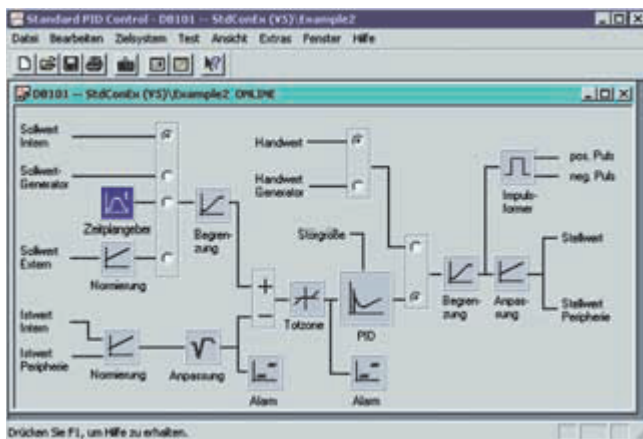 Standard PID Control - DB101 -- StdConEx (V5)\Example2
Datei Bearbeiten Zielsystem Test Ansicht Extras Fenster Hilfe
DB101 -- StdConEx (V5)\Example2 ONLINE
Sollwert
Intern
Sollwert-
Generator
Zeitplangeber
Sollwert
Extern
Normierung
Begren-
zung
Istwert
Intern
Istwert
Peripherie
Normierung
Anpassung
+
−
Alarm
Totzone
Handwert
Handwert
Generator
Störgröße
PID
Alarm
Begren-
zung
Anpas-
sung
Impuls-
former
pos. Puls
neg. Puls
Stellwert
Stellwert
Peripherie
Drücken Sie F1, um Hilfe zu erhalten.